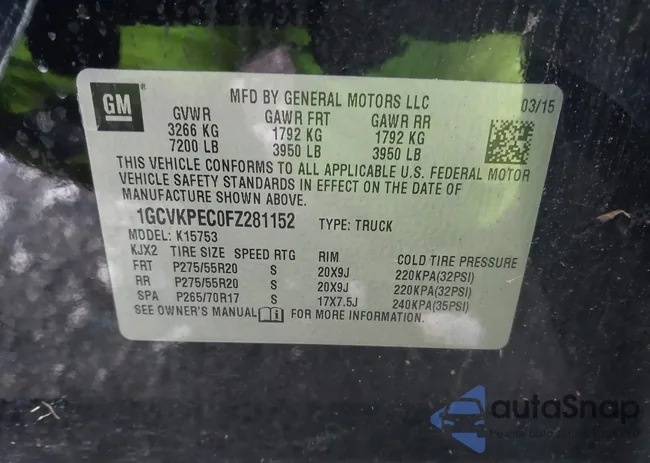 GM
MFD BY GENERAL MOTORS LLC 03/15
GVWR GAWR FRT GAWR RR
3266 KG 1792 KG 1792 KG
7200 LB 3950 LB 3950 LB
THIS VEHICLE CONFORMS TO ALL APPLICABLE U.S. FEDERAL MOTOR
VEHICLE SAFETY STANDARDS IN EFFECT ON THE DATE OF
MANUFACTURE SHOWN ABOVE.
1GCVKPEC0FZ281152 TYPE: TRUCK
MODEL: K15753
KJX2 TIRE SIZE SPEED RTG RIM COLD TIRE PRESSURE
FRT P275/55R20 S 20X9J 220KPA(32PSI)
RR P275/55R20 S 20X9J 220KPA(32PSI)
SPA P265/70R17 S 17X7.5J 240KPA(35PSI)
SEE OWNER'S MANUAL FOR MORE INFORMATION.
autoSnap